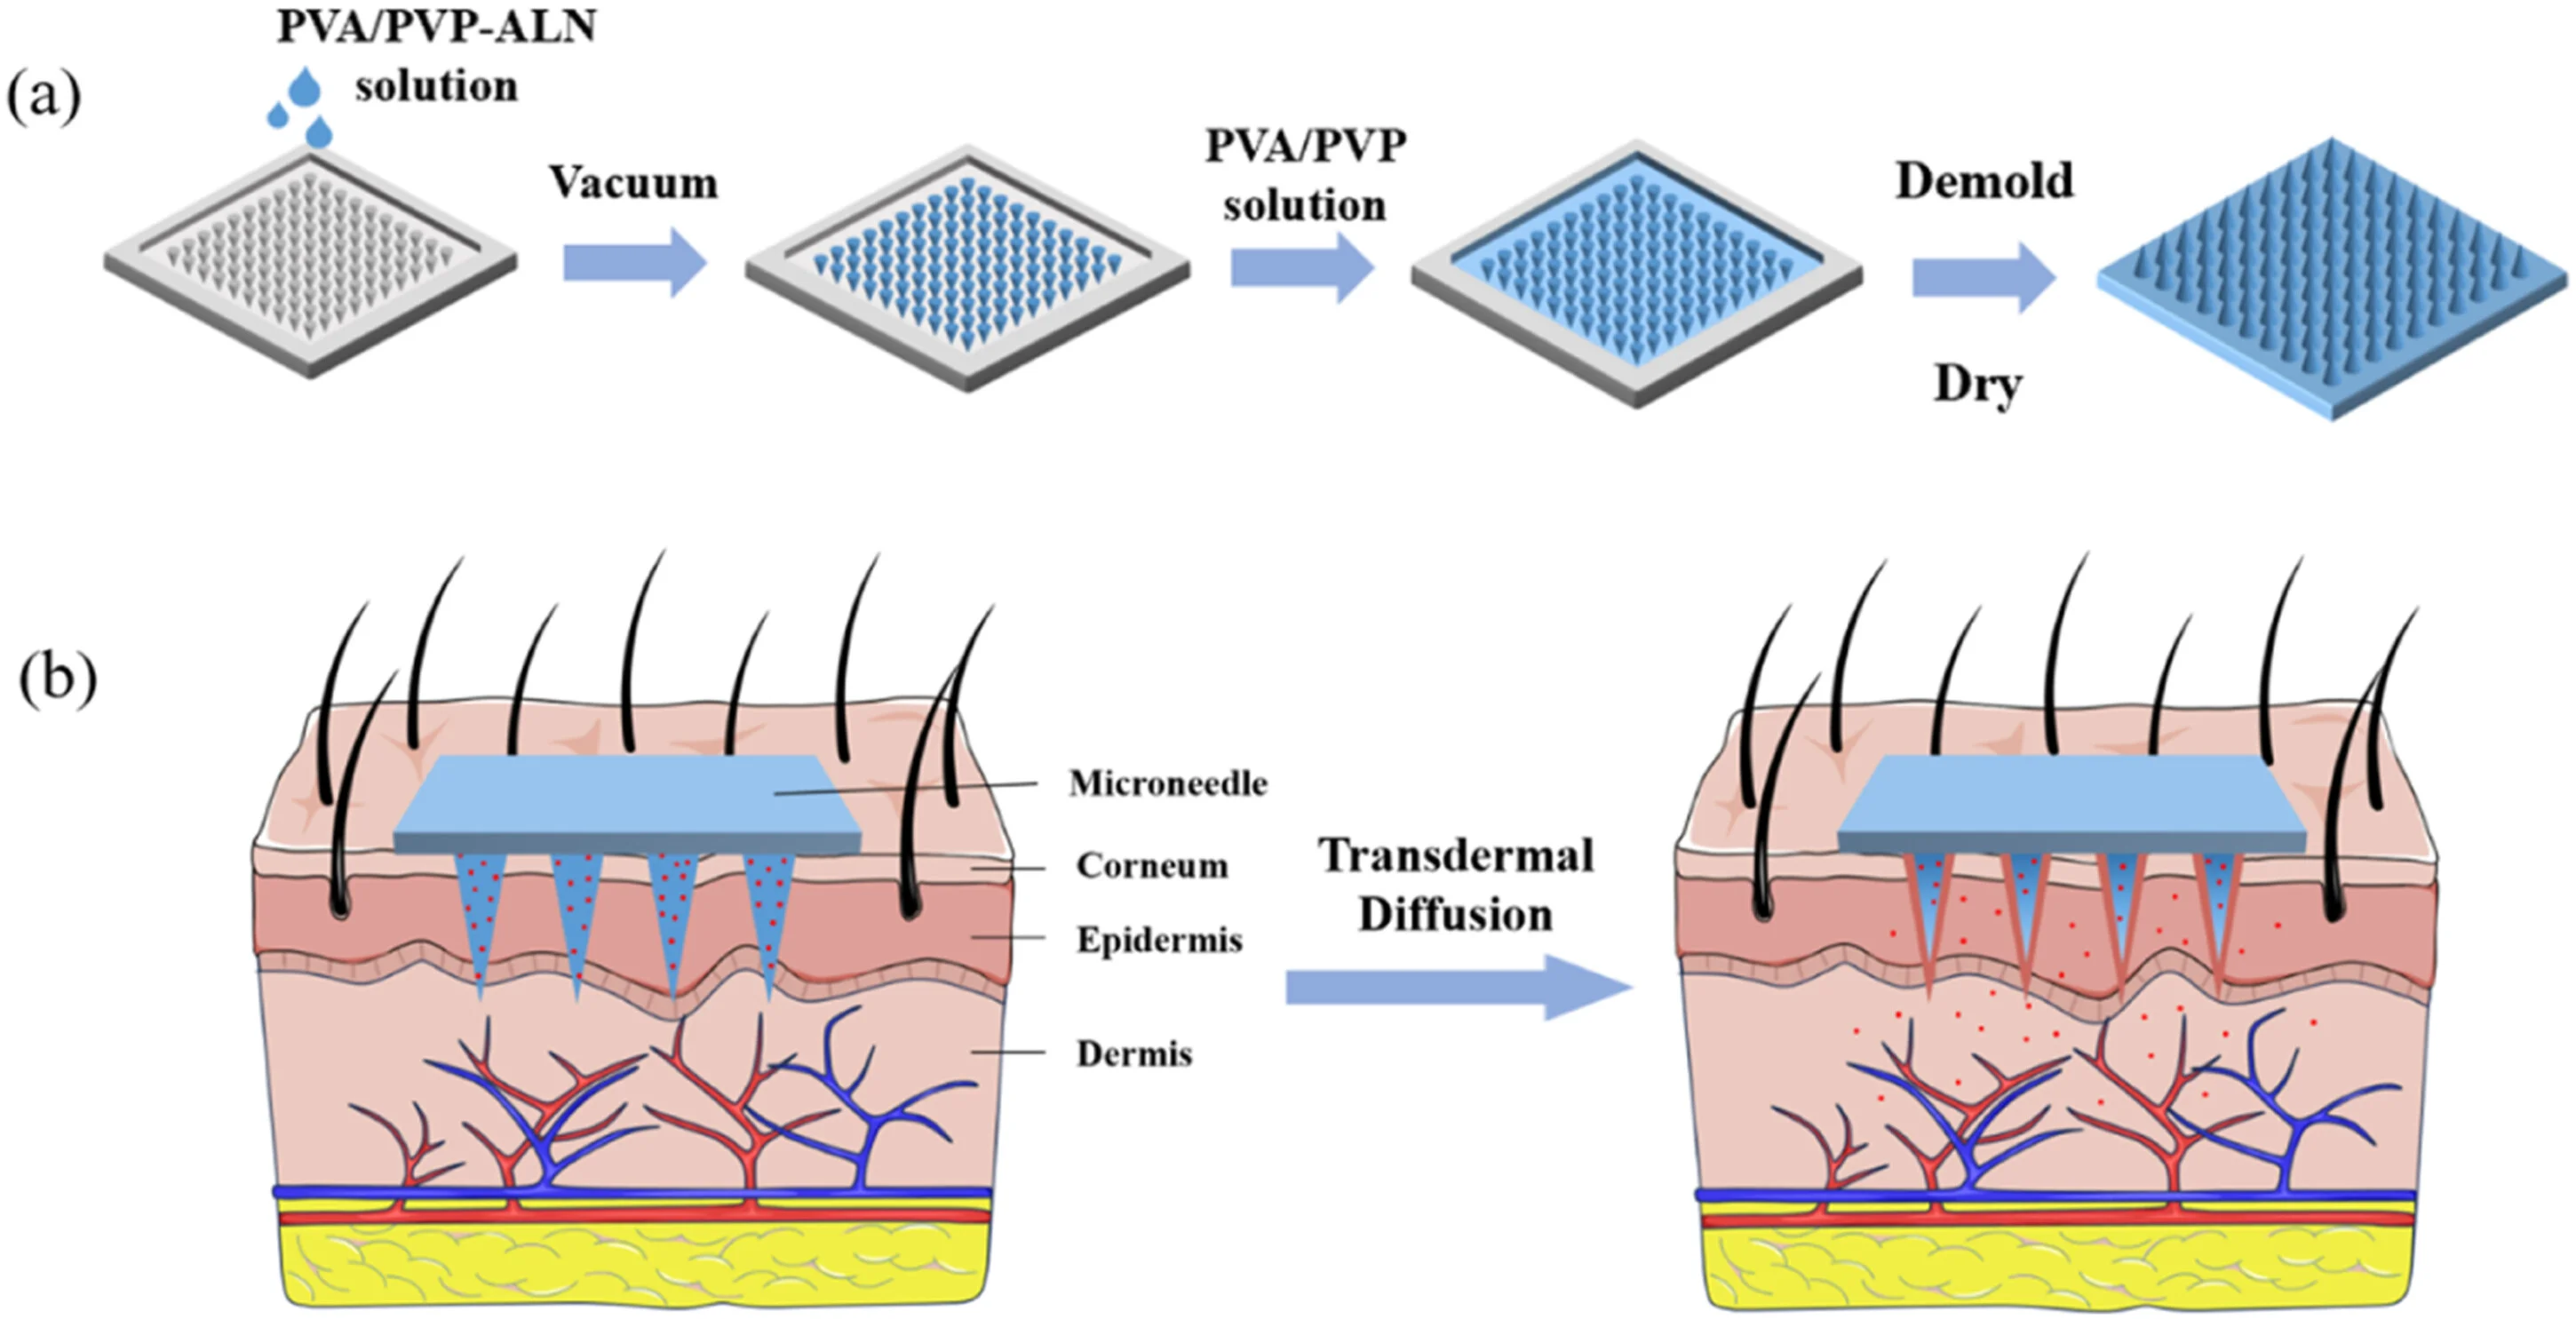 (a)
PVA/PVP-ALN
solution
Vacuum
PVA/PVP
solution
Demold
Dry
(b)
Microneedle
Corneum
Epidermis
Dermis
Transdermal
Diffusion